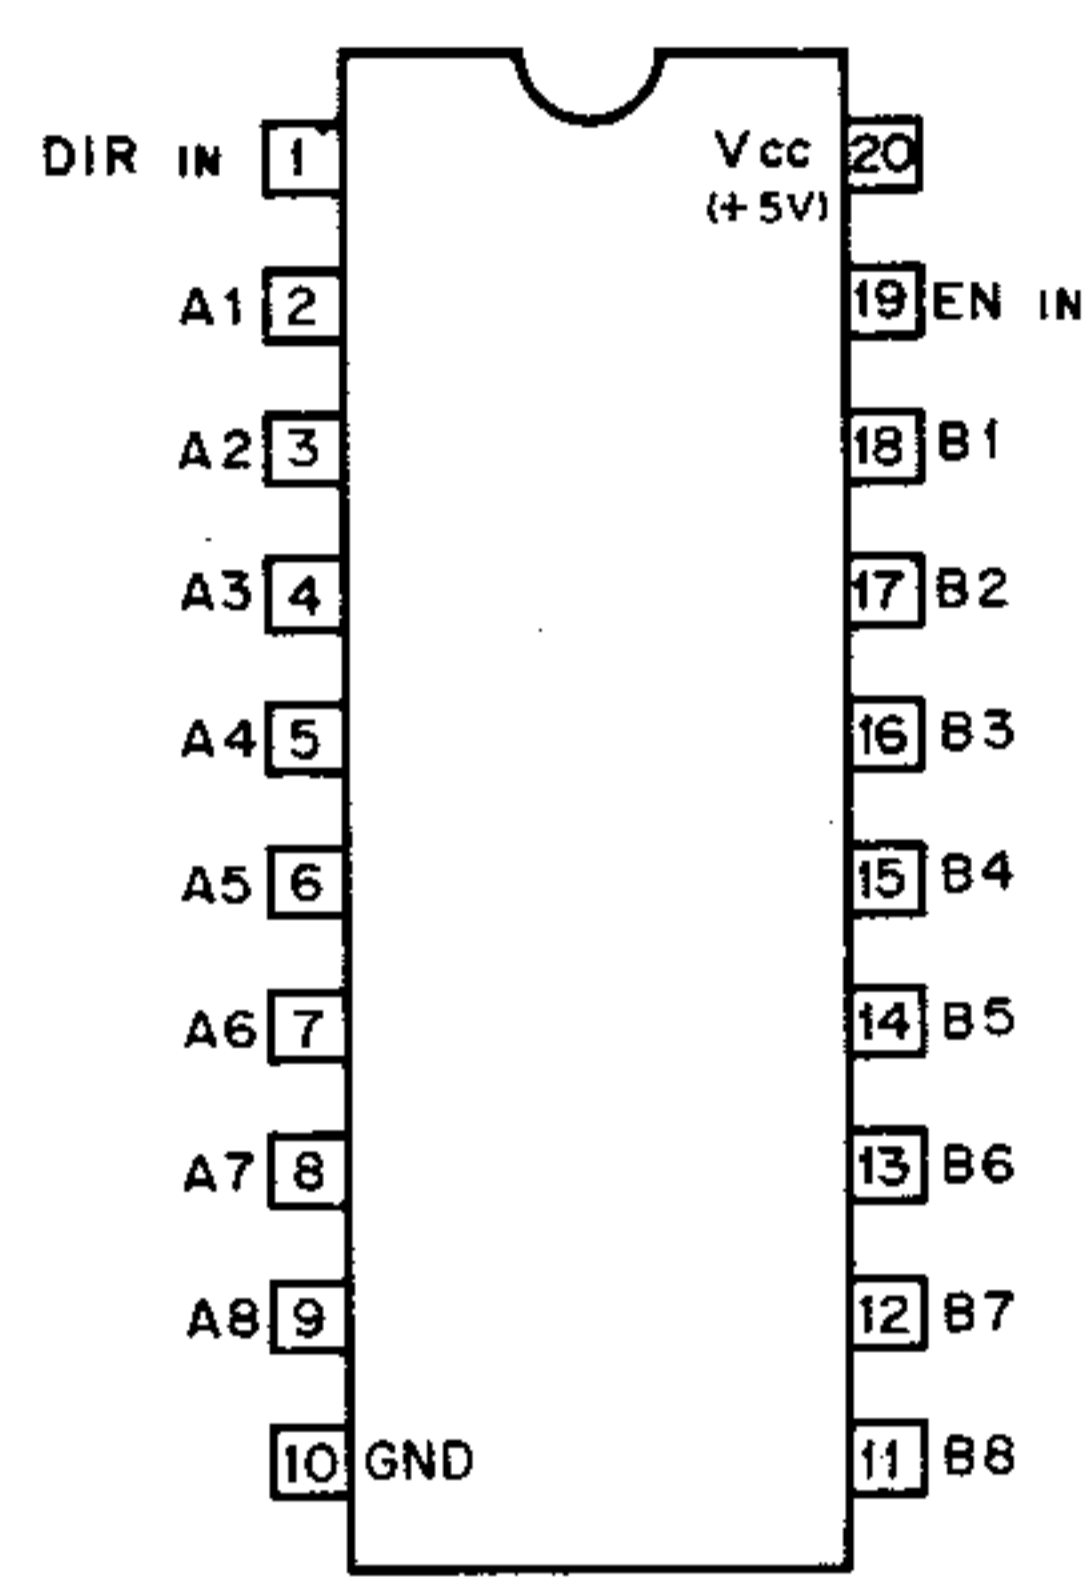 DIR IN 1 Vcc 20
(+5V)
A1 2 19 EN IN
A2 3 18 B1
A3 4 17 B2
A4 5 16 B3
A5 6 15 B4
A6 7 14 B5
A7 8 13 B6
A8 9 12 B7
10 GND 11 B8